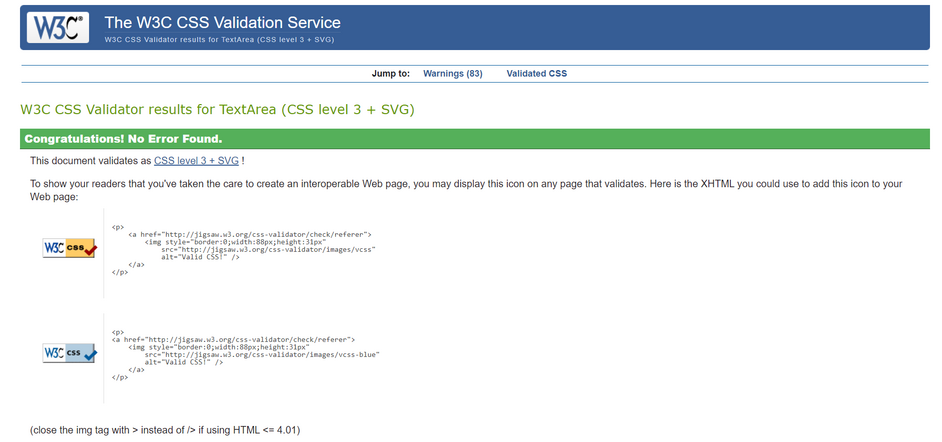 W3C®
The W3C CSS Validation Service
W3C CSS Validator results for TextArea (CSS level 3 + SVG)
Jump to: Warnings (83) Validated CSS
W3C CSS Validator results for TextArea (CSS level 3 + SVG)
Congratulations! No Error Found.
This document validates as CSS level 3 + SVG !
To show your readers that you've taken the care to create an interoperable Web page, you may display this icon on any page that validates. Here is the XHTML you could use to add this icon to your
Web page:
W3C css
<p>
<a href="http://jigsaw.w3.org/css-validator/check/referer">
<img style="border:0;width:88px;height:31px"
src="http://jigsaw.w3.org/css-validator/images/vcss"
alt="Valid CSS!" />
</a>
</p>
W3C css
<p>
<a href="http://jigsaw.w3.org/css-validator/check/referer">
<img style="border:0;width:88px;height:31px"
src="http://jigsaw.w3.org/css-validator/images/vcss-blue"
alt="Valid CSS!" />
</a>
</p>
(close the img tag with > instead of /> if using HTML <= 4.01)